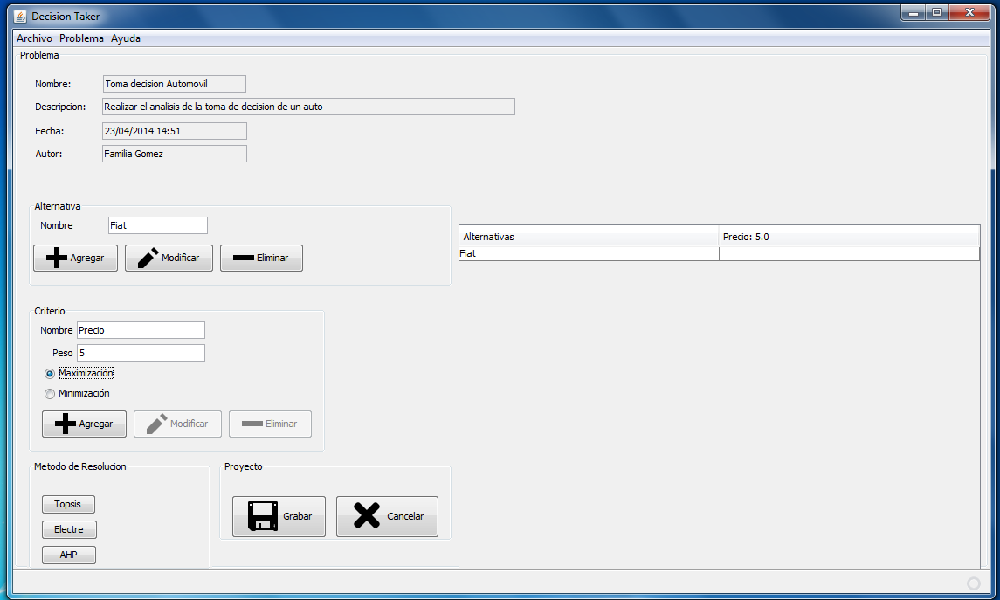 Decision Taker
Archivo Problema Ayuda
Problema
Nombre: Toma decision Automovil
Descripcion: Realizar el analisis de la toma de decision de un auto
Fecha: 23/04/2014 14:51
Autor: Familia Gomez
Alternativa
Nombre Fiat
Agregar Modificar Eliminar
Alternativas Precio: 5.0
Fiat
Criterio
Nombre Precio
Peso 5
Maximización
Minimización
Agregar Modificar Eliminar
Metodo de Resolucion
Topsis
Electre
AHP
Proyecto
Grabar Cancelar